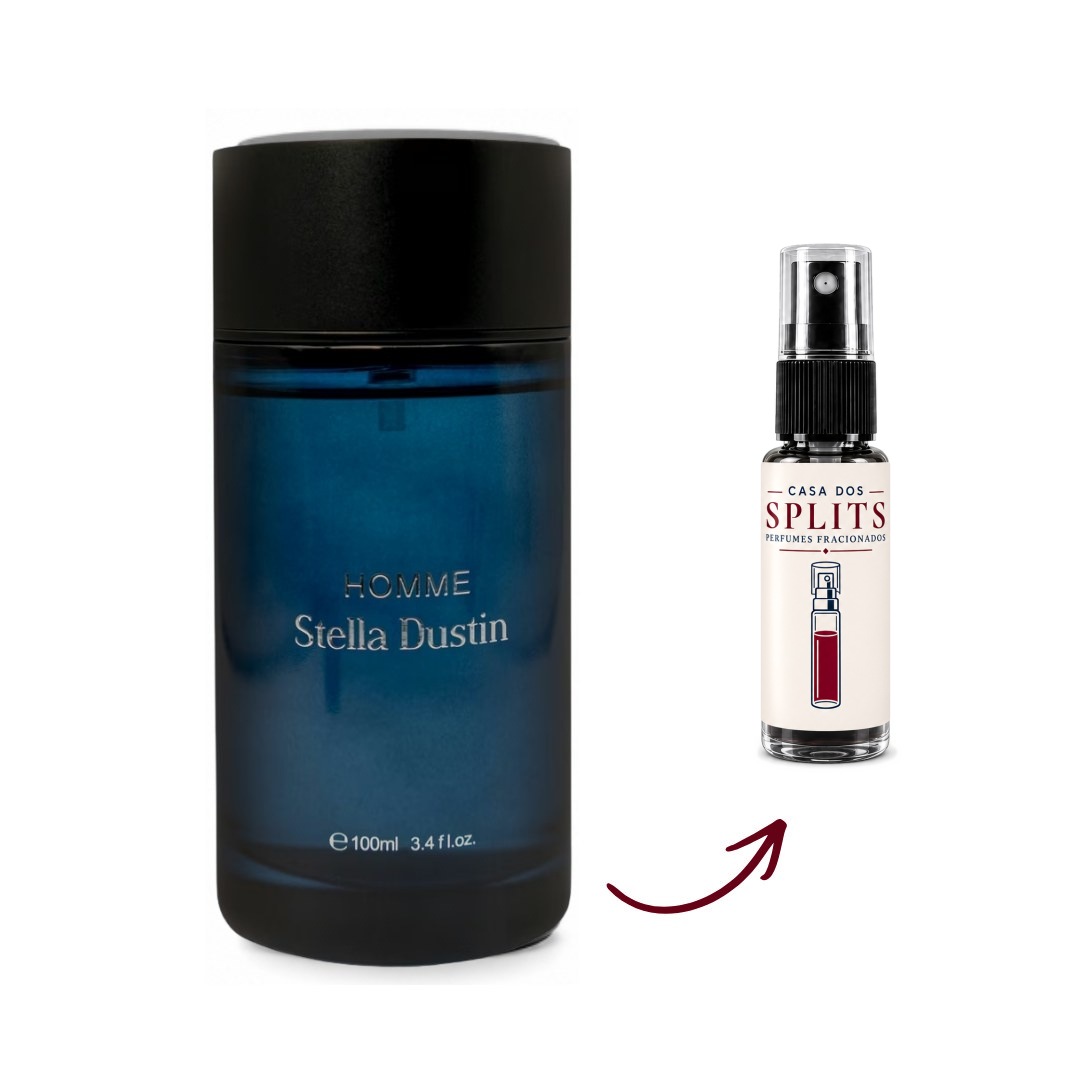 HOMME
Stella Dustin
℮100ml 3.4 fl.oz.
CASA DOS
SPLITS
PERFUMES FRACIONADOS